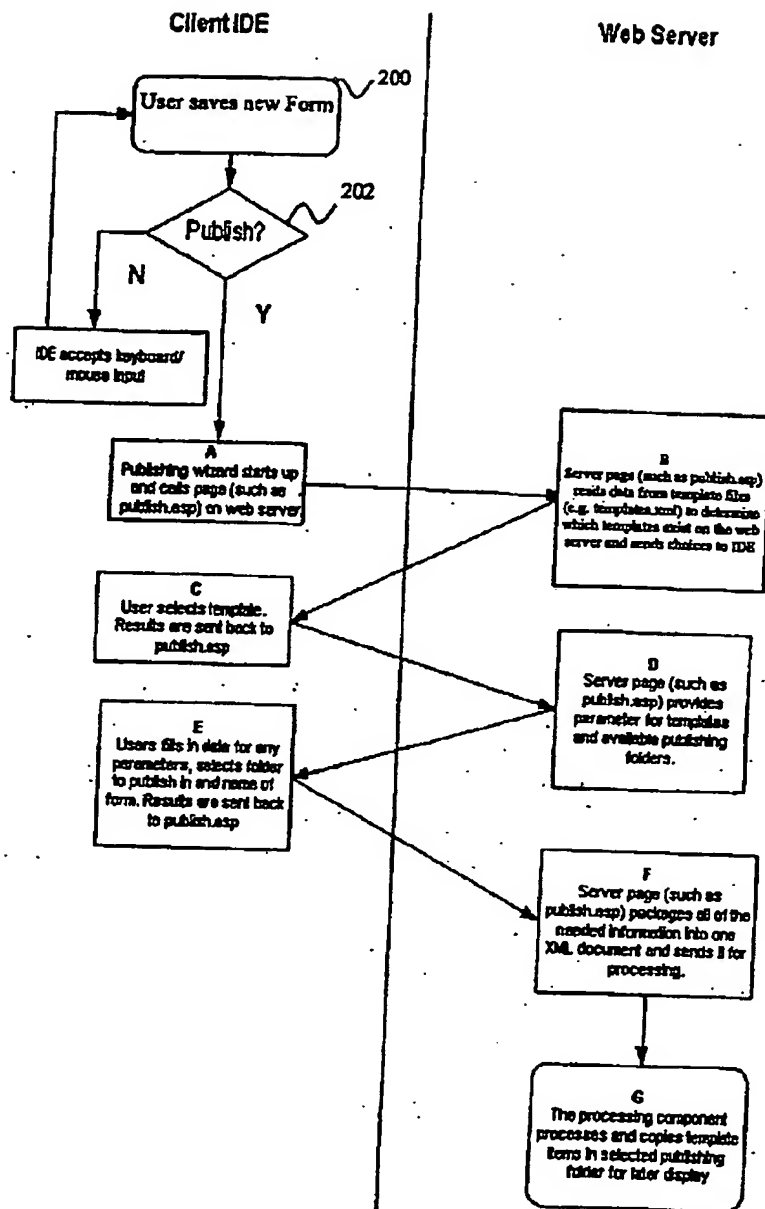 Client IDE
Web Server
User saves new Form
200
Publish?
202
N
Y
IDE accepts keyboard/
mouse input
A
Publishing wizard starts up
and calls page (such as
publish.asp) on web server
B
Server page (such as publish.asp)
reads data from template files
(e.g. templates.xml) to determine
which templates exist on the web
server and sends choices to IDE
C
User selects template.
Results are sent back to
publish.asp
D
Server page (such as
publish.asp) provides
parameter for templates
and available publishing
folders.
E
Users fills in data for any
parameters, selects folder
to publish in and name of
form. Results are sent back
to publish.asp
F
Server page (such as
publish.asp) packages all of the
needed information into one
XML document and sends it for
processing.
G
The processing component
processes and copies template
items in selected publishing
folder for later display